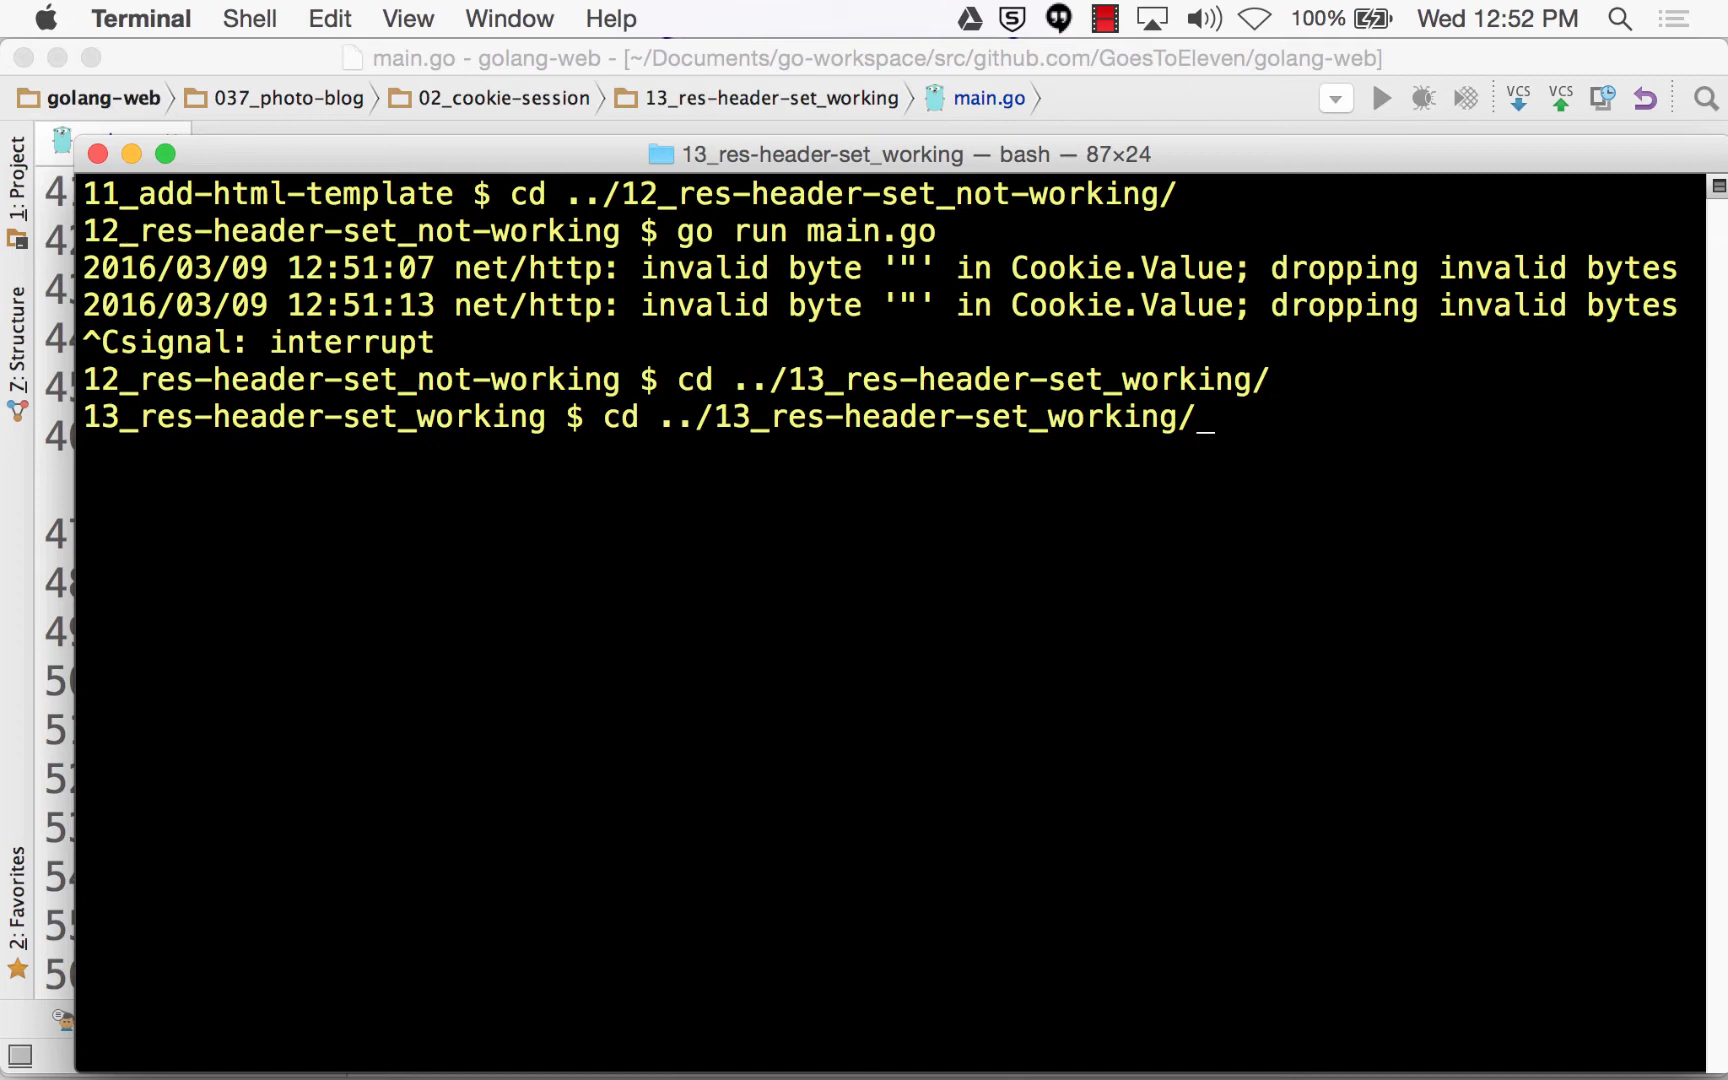 Terminal Shell Edit View Window Help 100% Wed 12:52 PM
main.go - golang-web - [~/Documents/go-workspace/src/github.com/GoesToEleven/golang-web]
golang-web 037_photo-blog 02_cookie-session 13_res-header-set_working main.go VCS VCS
13_res-header-set_working — bash — 87×24
1: Project
7: Structure
2: Favorites
11_add-html-template $ cd ../12_res-header-set_not-working/
12_res-header-set_not-working $ go run main.go
2016/03/09 12:51:07 net/http: invalid byte '"' in Cookie.Value; dropping invalid bytes
2016/03/09 12:51:13 net/http: invalid byte '"' in Cookie.Value; dropping invalid bytes
^Csignal: interrupt
12_res-header-set_not-working $ cd ../13_res-header-set_working/
13_res-header-set_working $ cd ../13_res-header-set_working/_